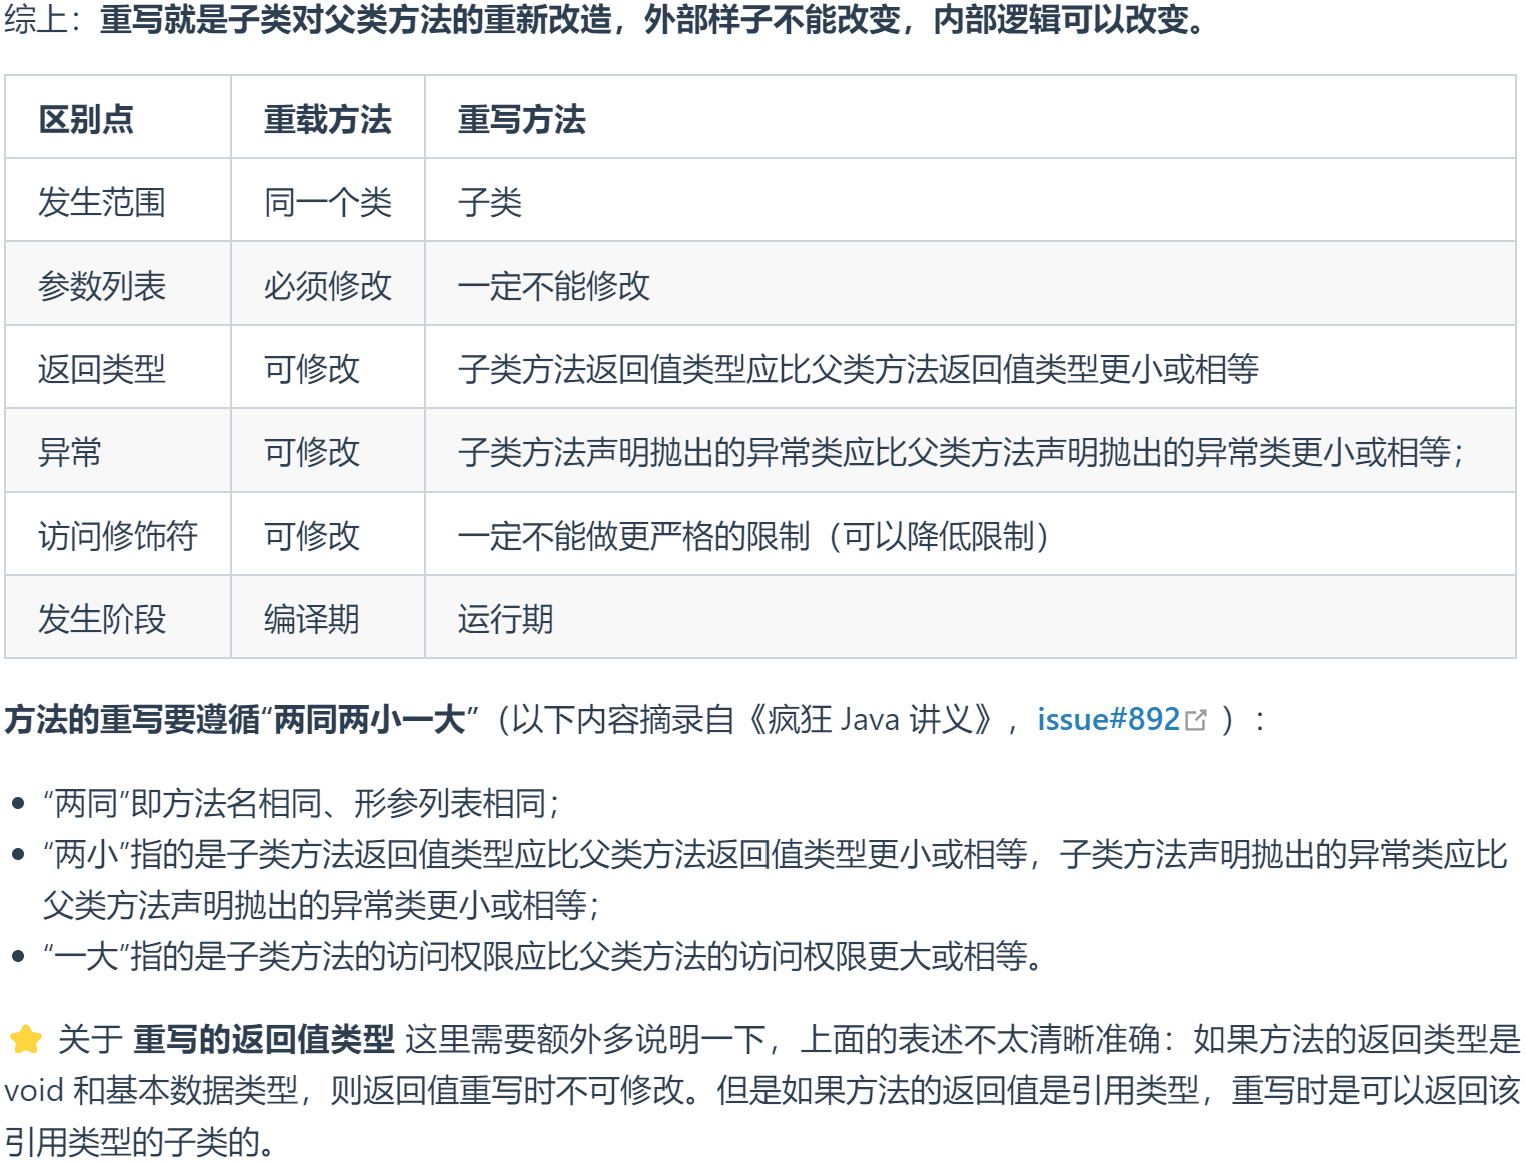 综上：重写就是子类对父类方法的重新改造，外部样子不能改变，内部逻辑可以改变。
区别点 重载方法 重写方法
发生范围 同一个类 子类
参数列表 必须修改 一定不能修改
返回类型 可修改 子类方法返回值类型应比父类方法返回值类型更小或相等
异常 可修改 子类方法声明抛出的异常类应比父类方法声明抛出的异常类更小或相等；
访问修饰符 可修改 一定不能做更严格的限制（可以降低限制）
发生阶段 编译期 运行期
方法的重写要遵循“两同两小一大”（以下内容摘录自《疯狂 Java 讲义》，issue#892 ）：
• “两同”即方法名相同、形参列表相同；
• “两小”指的是子类方法返回值类型应比父类方法返回值类型更小或相等，子类方法声明抛出的异常类应比
父类方法声明抛出的异常类更小或相等；
• “一大”指的是子类方法的访问权限应比父类方法的访问权限更大或相等。
⭐ 关于 重写的返回值类型 这里需要额外多说明一下，上面的表述不太清晰准确：如果方法的返回类型是
void 和基本数据类型，则返回值重写时不可修改。但是如果方法的返回值是引用类型，重写时是可以返回该
引用类型的子类的。